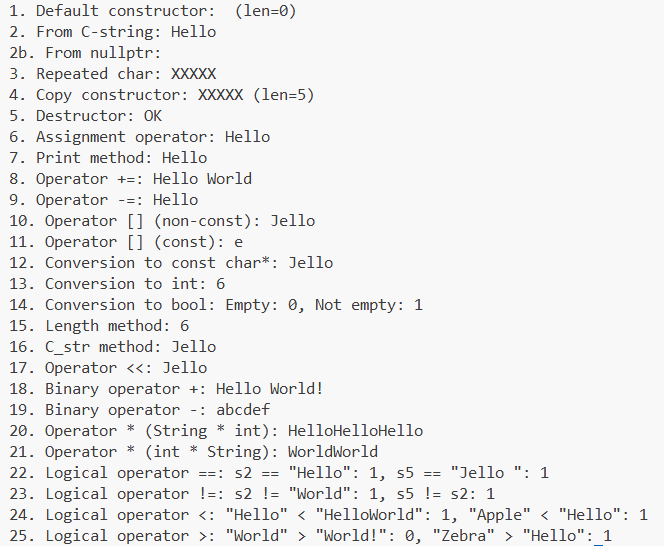 1. Default constructor:  (len=0)
2. From C-string: Hello
2b. From nullptr:
3. Repeated char: XXXXX
4. Copy constructor: XXXXX (len=5)
5. Destructor: OK
6. Assignment operator: Hello
7. Print method: Hello
8. Operator +=: Hello World
9. Operator -=: Hello
10. Operator [] (non-const): Jello
11. Operator [] (const): e
12. Conversion to const char*: Jello
13. Conversion to int: 6
14. Conversion to bool: Empty: 0, Not empty: 1
15. Length method: 6
16. C_str method: Jello
17. Operator <<: Jello
18. Binary operator +: Hello World!
19. Binary operator -: abcdef
20. Operator * (String * int): HelloHelloHello
21. Operator * (int * String): WorldWorld
22. Logical operator ==: s2 == "Hello": 1, s5 == "Jello ": 1
23. Logical operator !=: s2 != "World": 1, s5 != s2: 1
24. Logical operator <: "Hello" < "HelloWorld": 1, "Apple" < "Hello": 1
25. Logical operator >: "World" > "World!": 0, "Zebra" > "Hello": 1